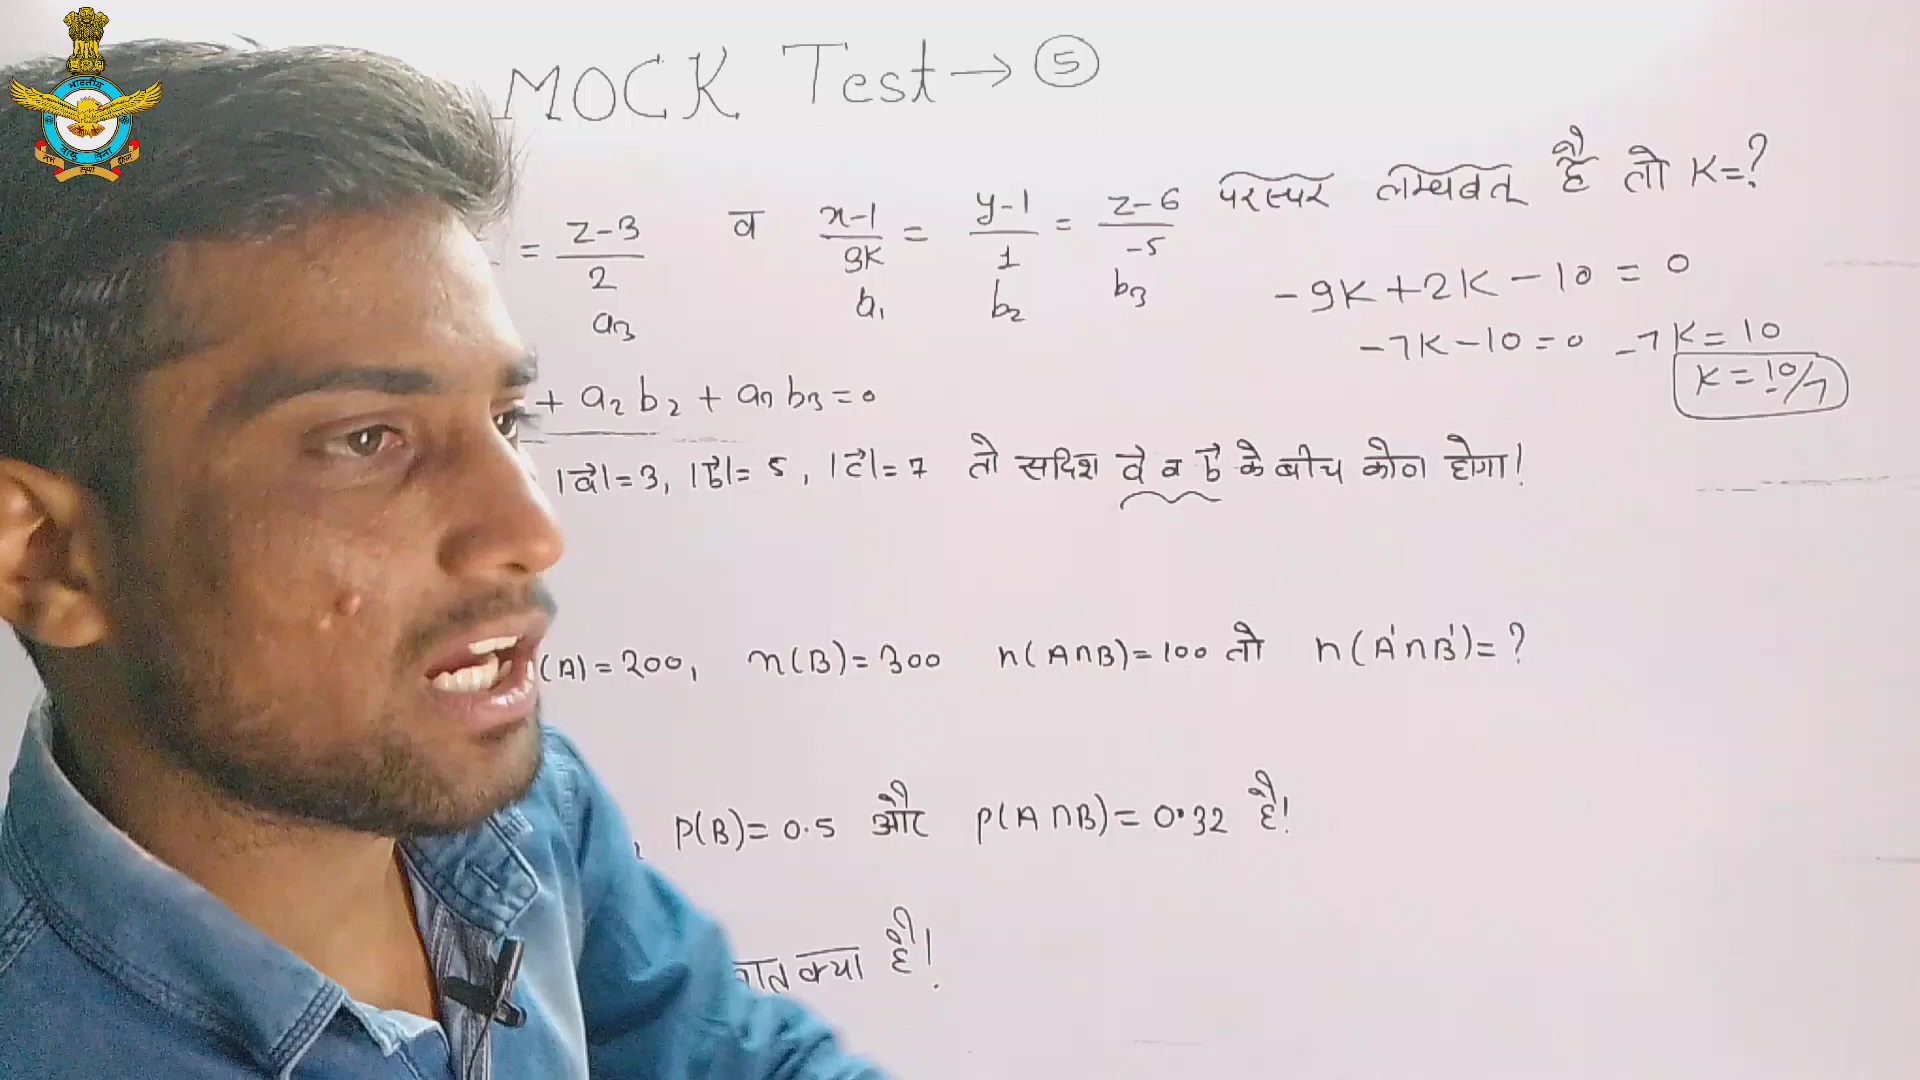 MOCK Test → 5
= z-3/2 व x-1/3K = y-1/1 = z-6/-5 परस्पर लम्बवत् है तो K=?
a3 b1 b2 b3
-9K+2K-10=0
-7K-10=0 -7K=10
K=10/7
+ a2 b2 + a3 b3 = 0
|a⃗|=3, |b⃗|=5, |c⃗|=7 तो सदिश a⃗ व b⃗ के बीच कोण होगा!
(A)=200, n(B)=300 n(A∩B)=100 तो n(A'∩B')=?
, P(B)=0.5 और P(A∩B)=0.32 है!
क्या है!
भारतीय
वायु सेना